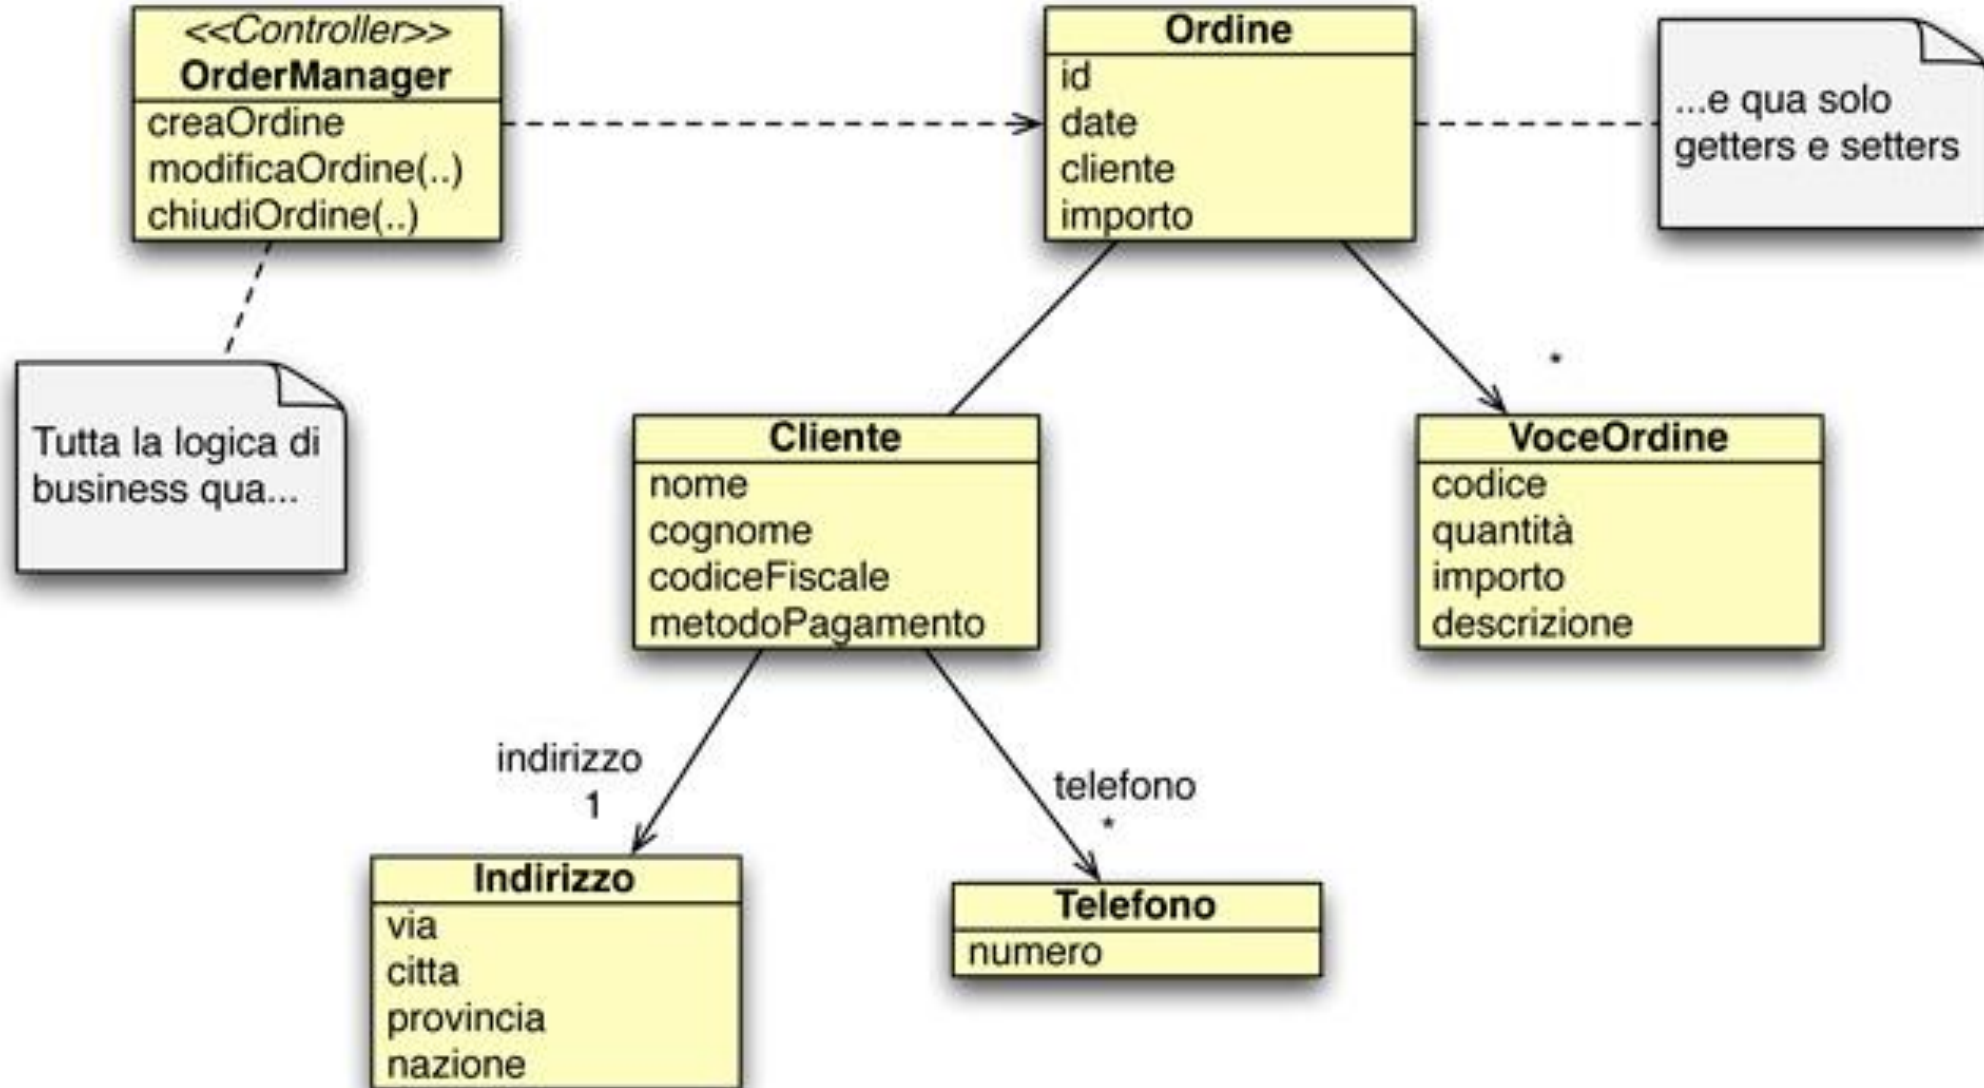 <<Controller>>
OrderManager
creaOrdine
modificaOrdine(..)
chiudiOrdine(..)
Ordine
id
date
cliente
importo
...e qua solo
getters e setters
Tutta la logica di
business qua...
*
Cliente
nome
cognome
codiceFiscale
metodoPagamento
VoceOrdine
codice
quantità
importo
descrizione
indirizzo
1
telefono
*
Indirizzo
via
citta
provincia
nazione
Telefono
numero